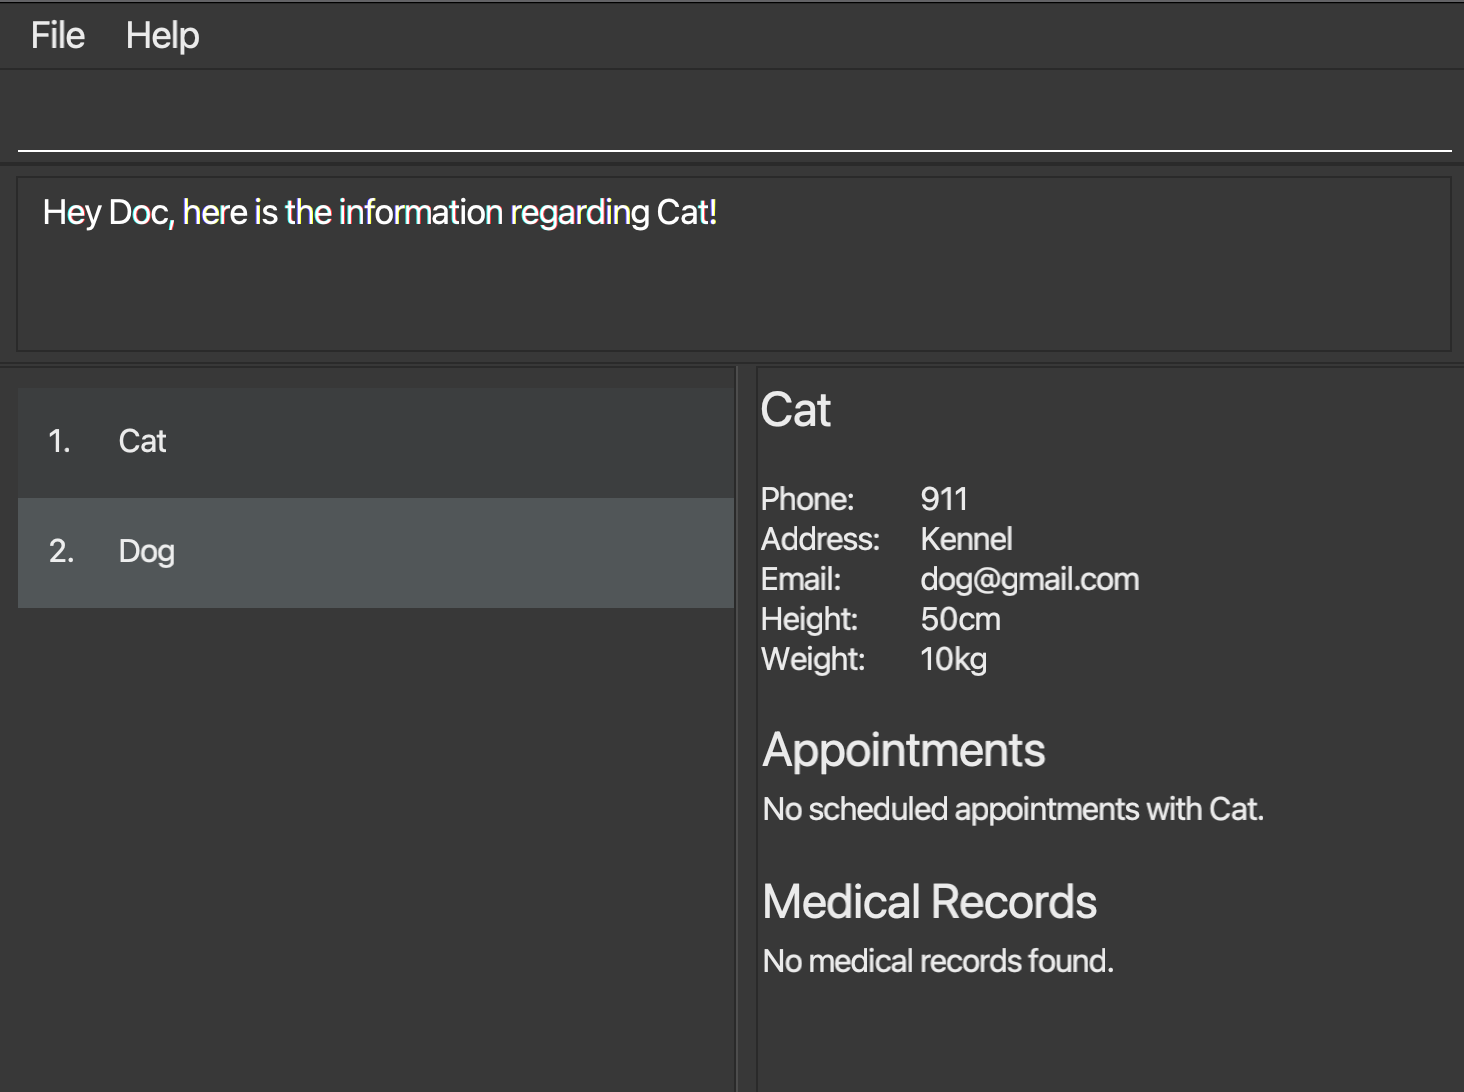 File Help
Hey Doc, here is the information regarding Cat!
1. Cat
2. Dog
Cat
Phone: 911
Address: Kennel
Email: dog@gmail.com
Height: 50cm
Weight: 10kg
Appointments
No scheduled appointments with Cat.
Medical Records
No medical records found.